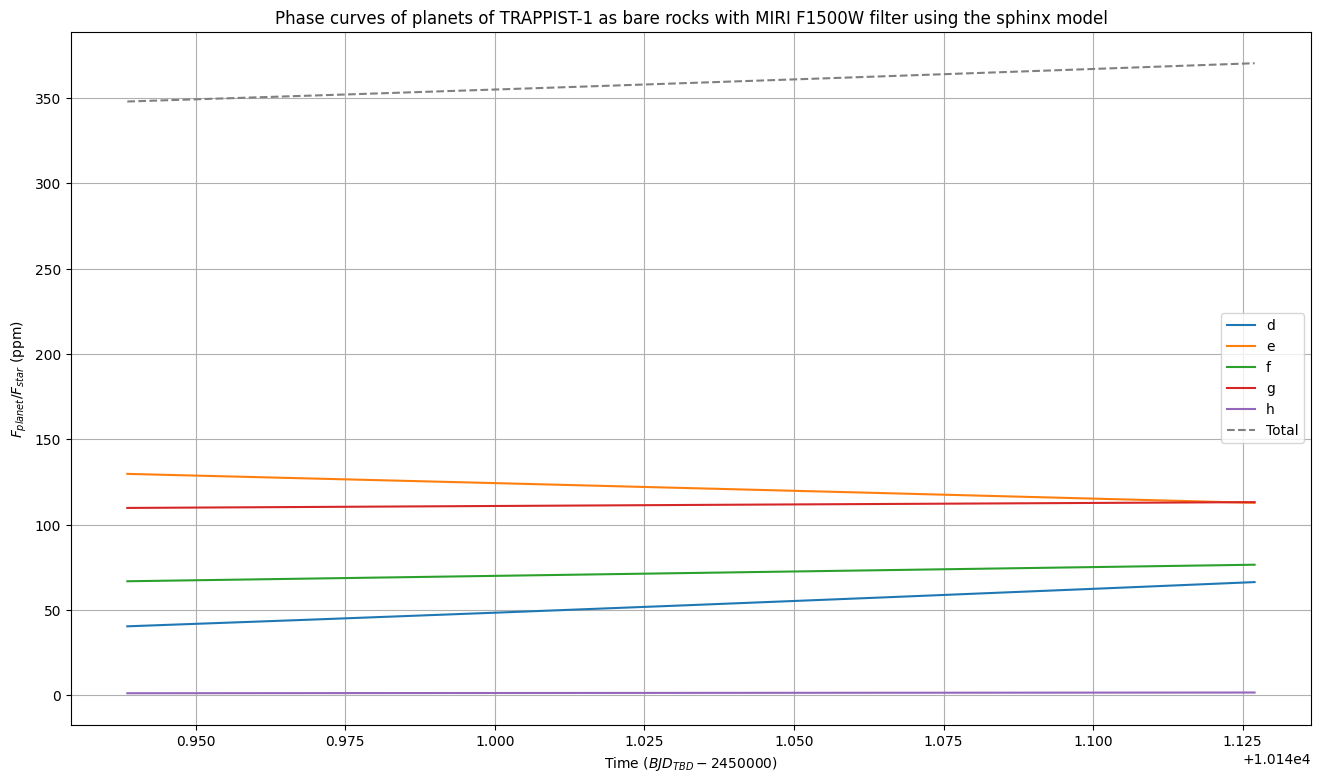 Phase curves of planets of TRAPPIST-1 as bare rocks with MIRI F1500W filter using the sphinx model
350
300
250
200
150
100
50
0
F_planet/F_star (ppm)
d
e
f
g
h
Total
0.950 0.975 1.000 1.025 1.050 1.075 1.100 1.125
+1.014e4
Time (BJD_TBD − 2450000)